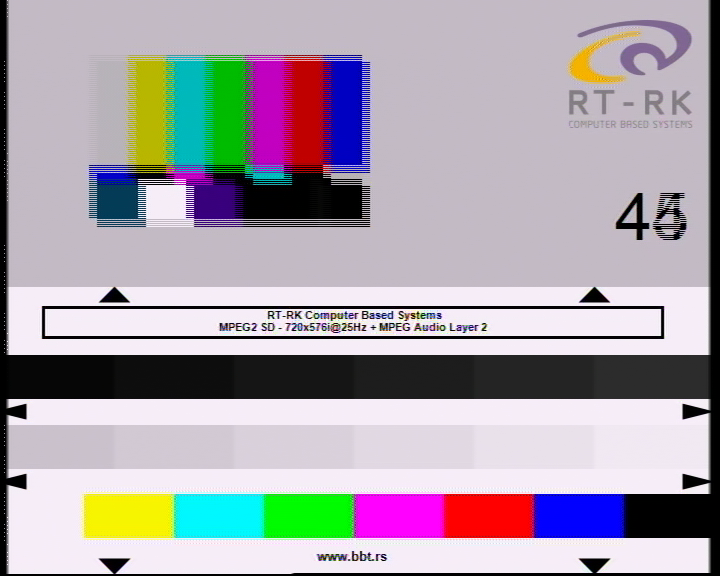 RT-RK
COMPUTER BASED SYSTEMS
RT-RK Computer Based Systems
MPEG2 SD - 720x576i@25Hz + MPEG Audio Layer 2
www.bbt.rs